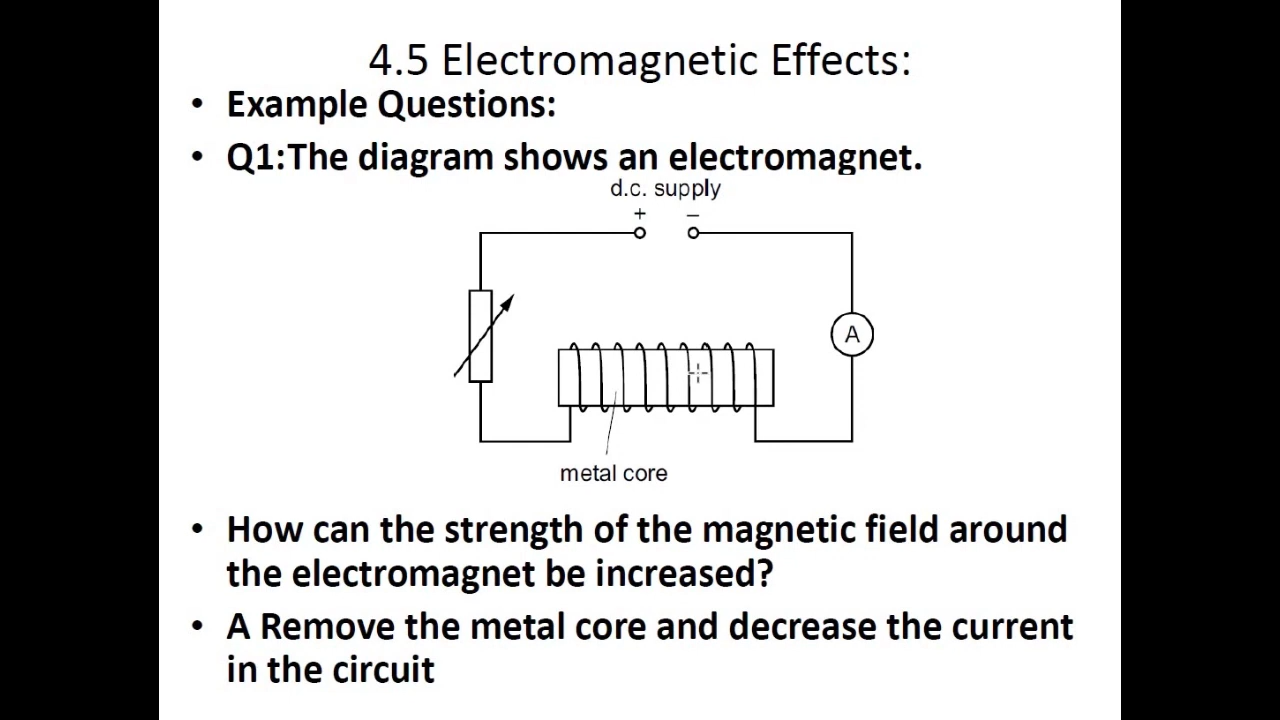 4.5 Electromagnetic Effects:
• Example Questions:
• Q1:The diagram shows an electromagnet.
d.c. supply
+ –
A
metal core
• How can the strength of the magnetic field around
the electromagnet be increased?
• A Remove the metal core and decrease the current
in the circuit